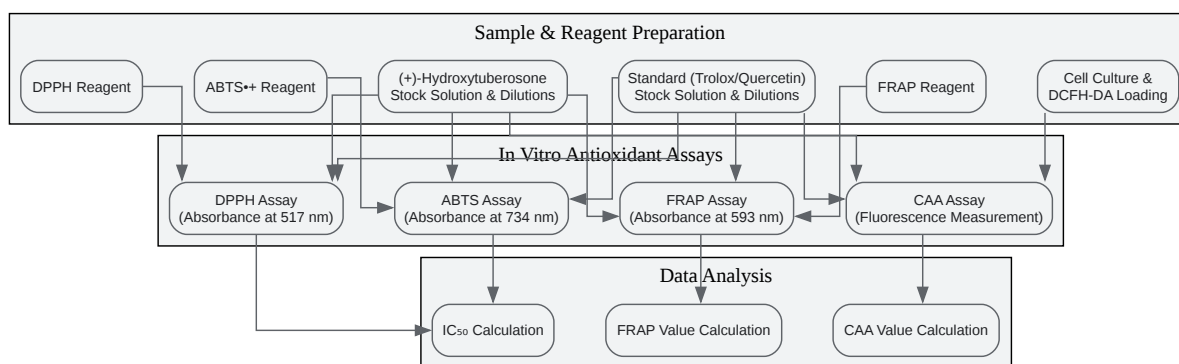 Sample & Reagent Preparation
DPPH Reagent
ABTS•+ Reagent
(+)-Hydroxytuberosone
Stock Solution & Dilutions
Standard (Trolox/Quercetin)
Stock Solution & Dilutions
FRAP Reagent
Cell Culture &
DCFH-DA Loading
In Vitro Antioxidant Assays
DPPH Assay
(Absorbance at 517 nm)
ABTS Assay
(Absorbance at 734 nm)
FRAP Assay
(Absorbance at 593 nm)
CAA Assay
(Fluorescence Measurement)
Data Analysis
IC₅₀ Calculation
FRAP Value Calculation
CAA Value Calculation